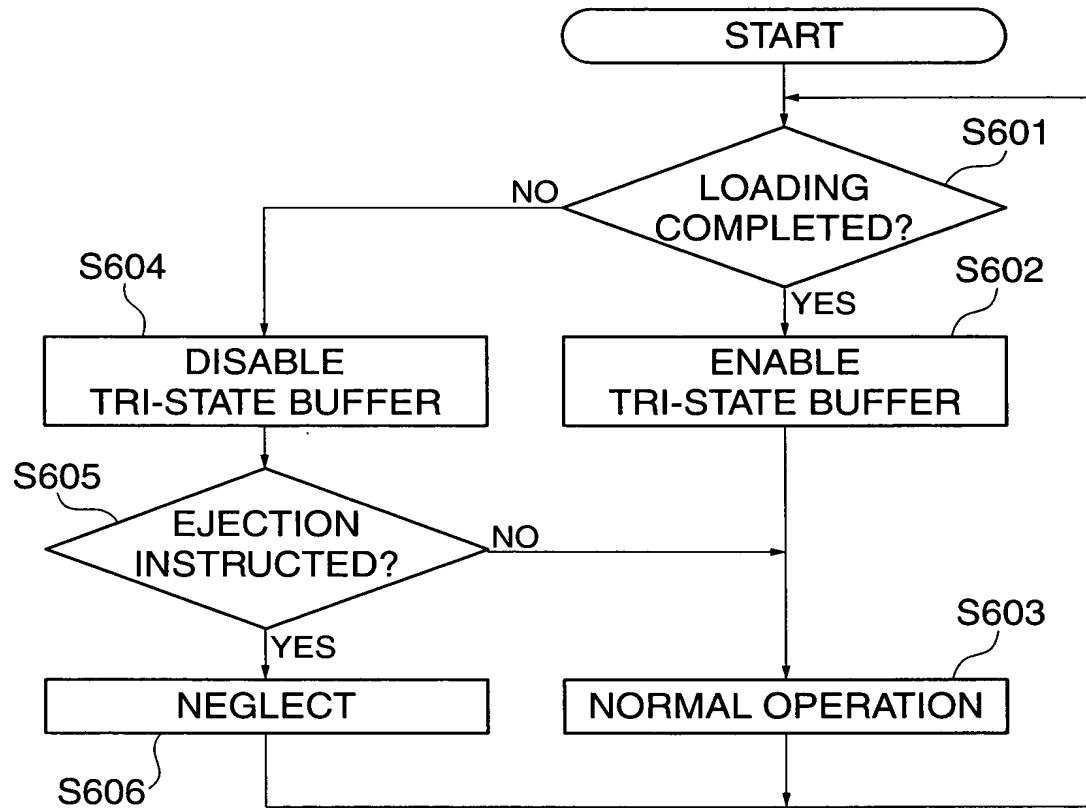 START
S601
NO
LOADING
COMPLETED?
S604
S602
YES
DISABLE
TRI-STATE BUFFER
ENABLE
TRI-STATE BUFFER
S605
EJECTION
INSTRUCTED?
NO
S603
YES
NEGLECT
NORMAL OPERATION
S606